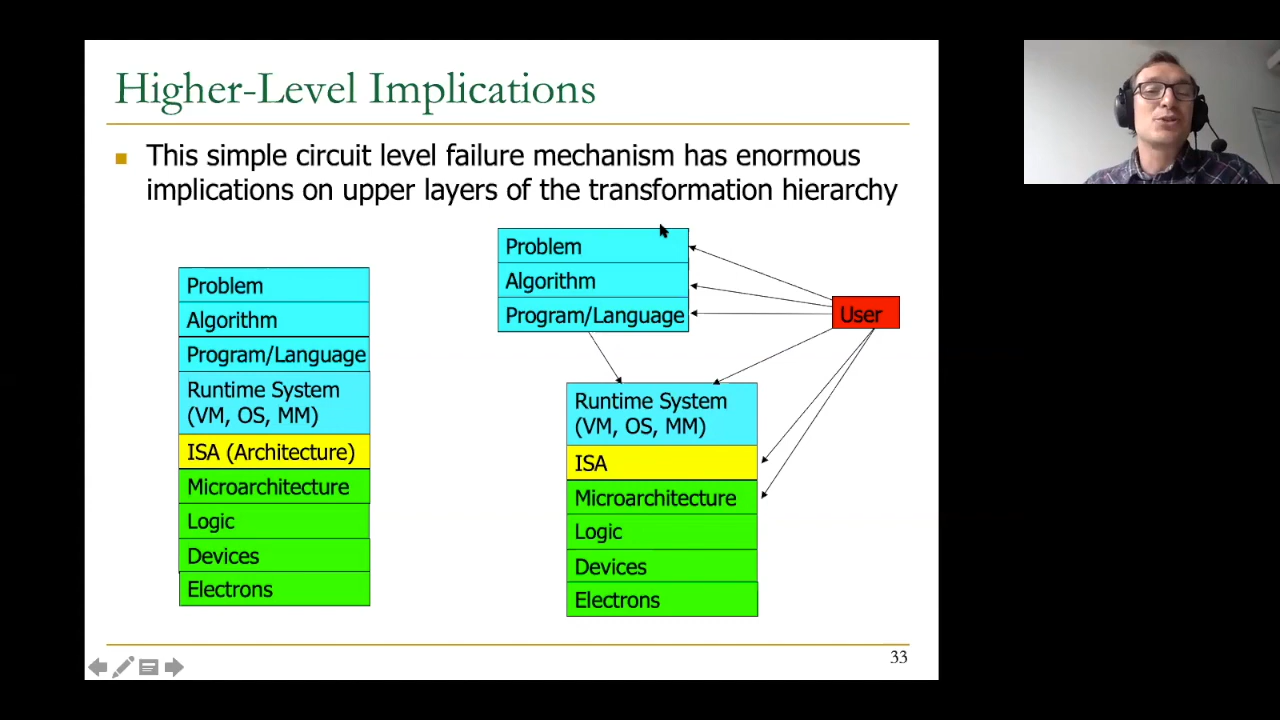 Higher-Level Implications
This simple circuit level failure mechanism has enormous
implications on upper layers of the transformation hierarchy
Problem
Algorithm
Program/Language
Runtime System
(VM, OS, MM)
ISA (Architecture)
Microarchitecture
Logic
Devices
Electrons
Problem
Algorithm
Program/Language
User
Runtime System
(VM, OS, MM)
ISA
Microarchitecture
Logic
Devices
Electrons
33